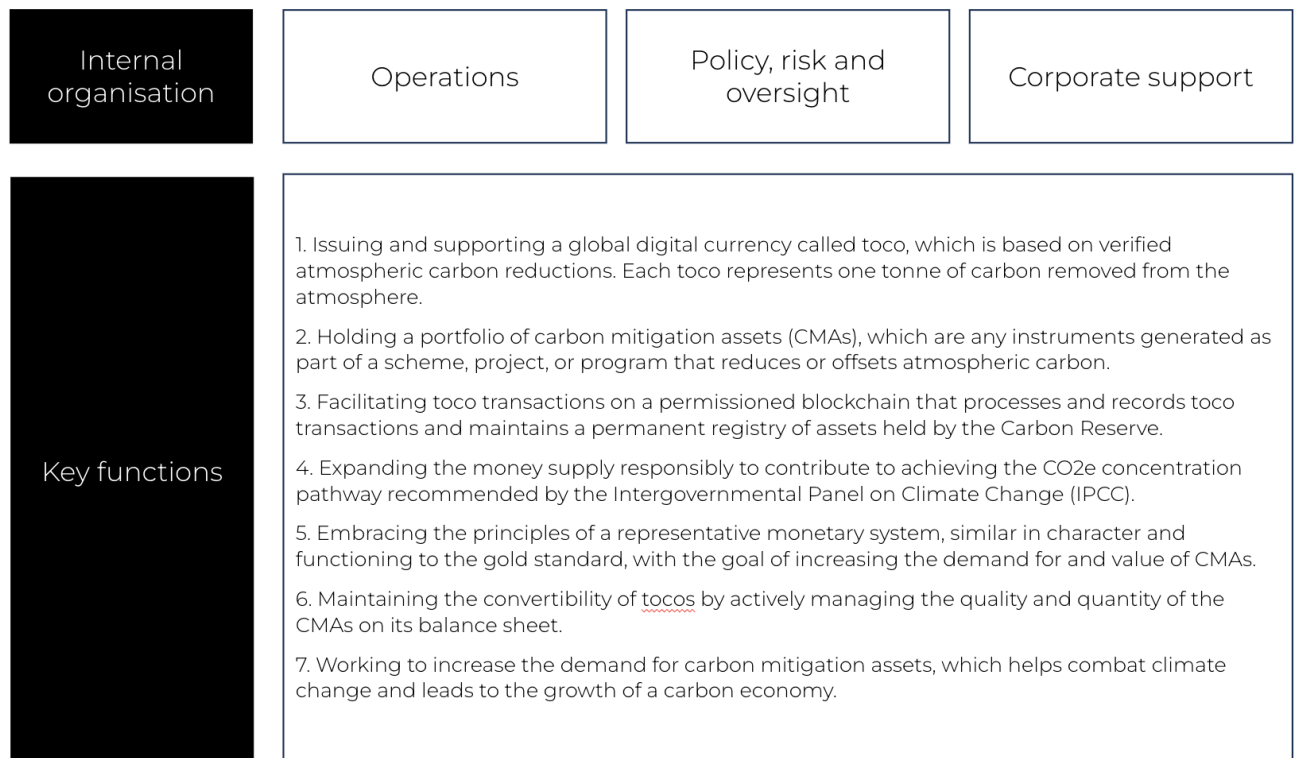 Internal
organisation
Operations
Policy, risk and
oversight
Corporate support
Key functions
1. Issuing and supporting a global digital currency called toco, which is based on verified
atmospheric carbon reductions. Each toco represents one tonne of carbon removed from the
atmosphere.
2. Holding a portfolio of carbon mitigation assets (CMAs), which are any instruments generated as
part of a scheme, project, or program that reduces or offsets atmospheric carbon.
3. Facilitating toco transactions on a permissioned blockchain that processes and records toco
transactions and maintains a permanent registry of assets held by the Carbon Reserve.
4. Expanding the money supply responsibly to contribute to achieving the CO2e concentration
pathway recommended by the Intergovernmental Panel on Climate Change (IPCC).
5. Embracing the principles of a representative monetary system, similar in character and
functioning to the gold standard, with the goal of increasing the demand for and value of CMAs.
6. Maintaining the convertibility of tocos by actively managing the quality and quantity of the
CMAs on its balance sheet.
7. Working to increase the demand for carbon mitigation assets, which helps combat climate
change and leads to the growth of a carbon economy.